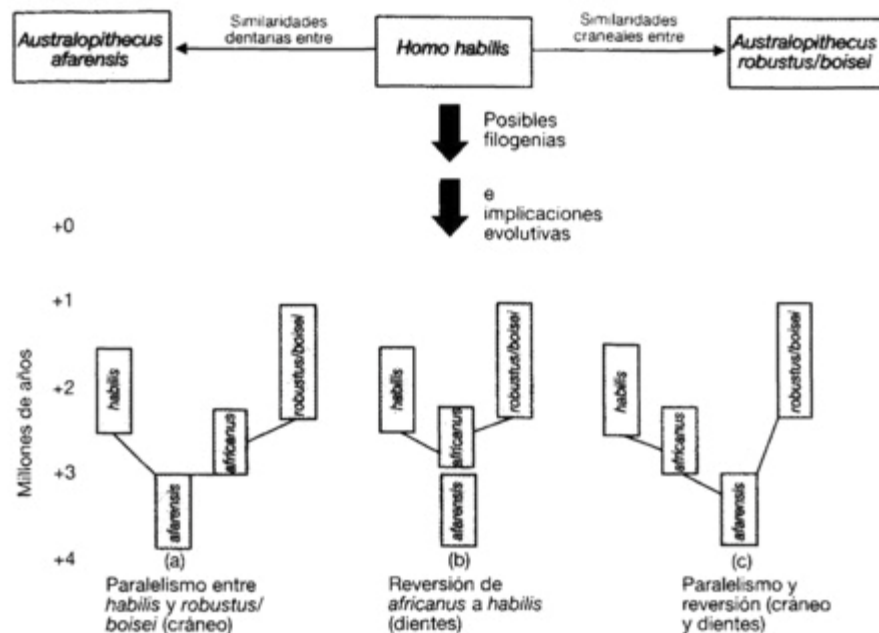 Australopithecus
afarensis
Similaridades
dentarias entre
Homo habilis
Similaridades
craneales entre
Australopithecus
robustus/boisei
Posibles
filogenias
e
implicaciones
evolutivas
Millones de años
+0
+1
+2
+3
+4
habilis
afarensis
africanus
robustus/boisei
habilis
africanus
afarensis
robustus/boisei
habilis
africanus
afarensis
robustus/boisei
(a)
Paralelismo entre
habilis y robustus/
boisei (cráneo)
(b)
Reversión de
africanus a habilis
(dientes)
(c)
Paralelismo y
reversión (cráneo
y dientes)